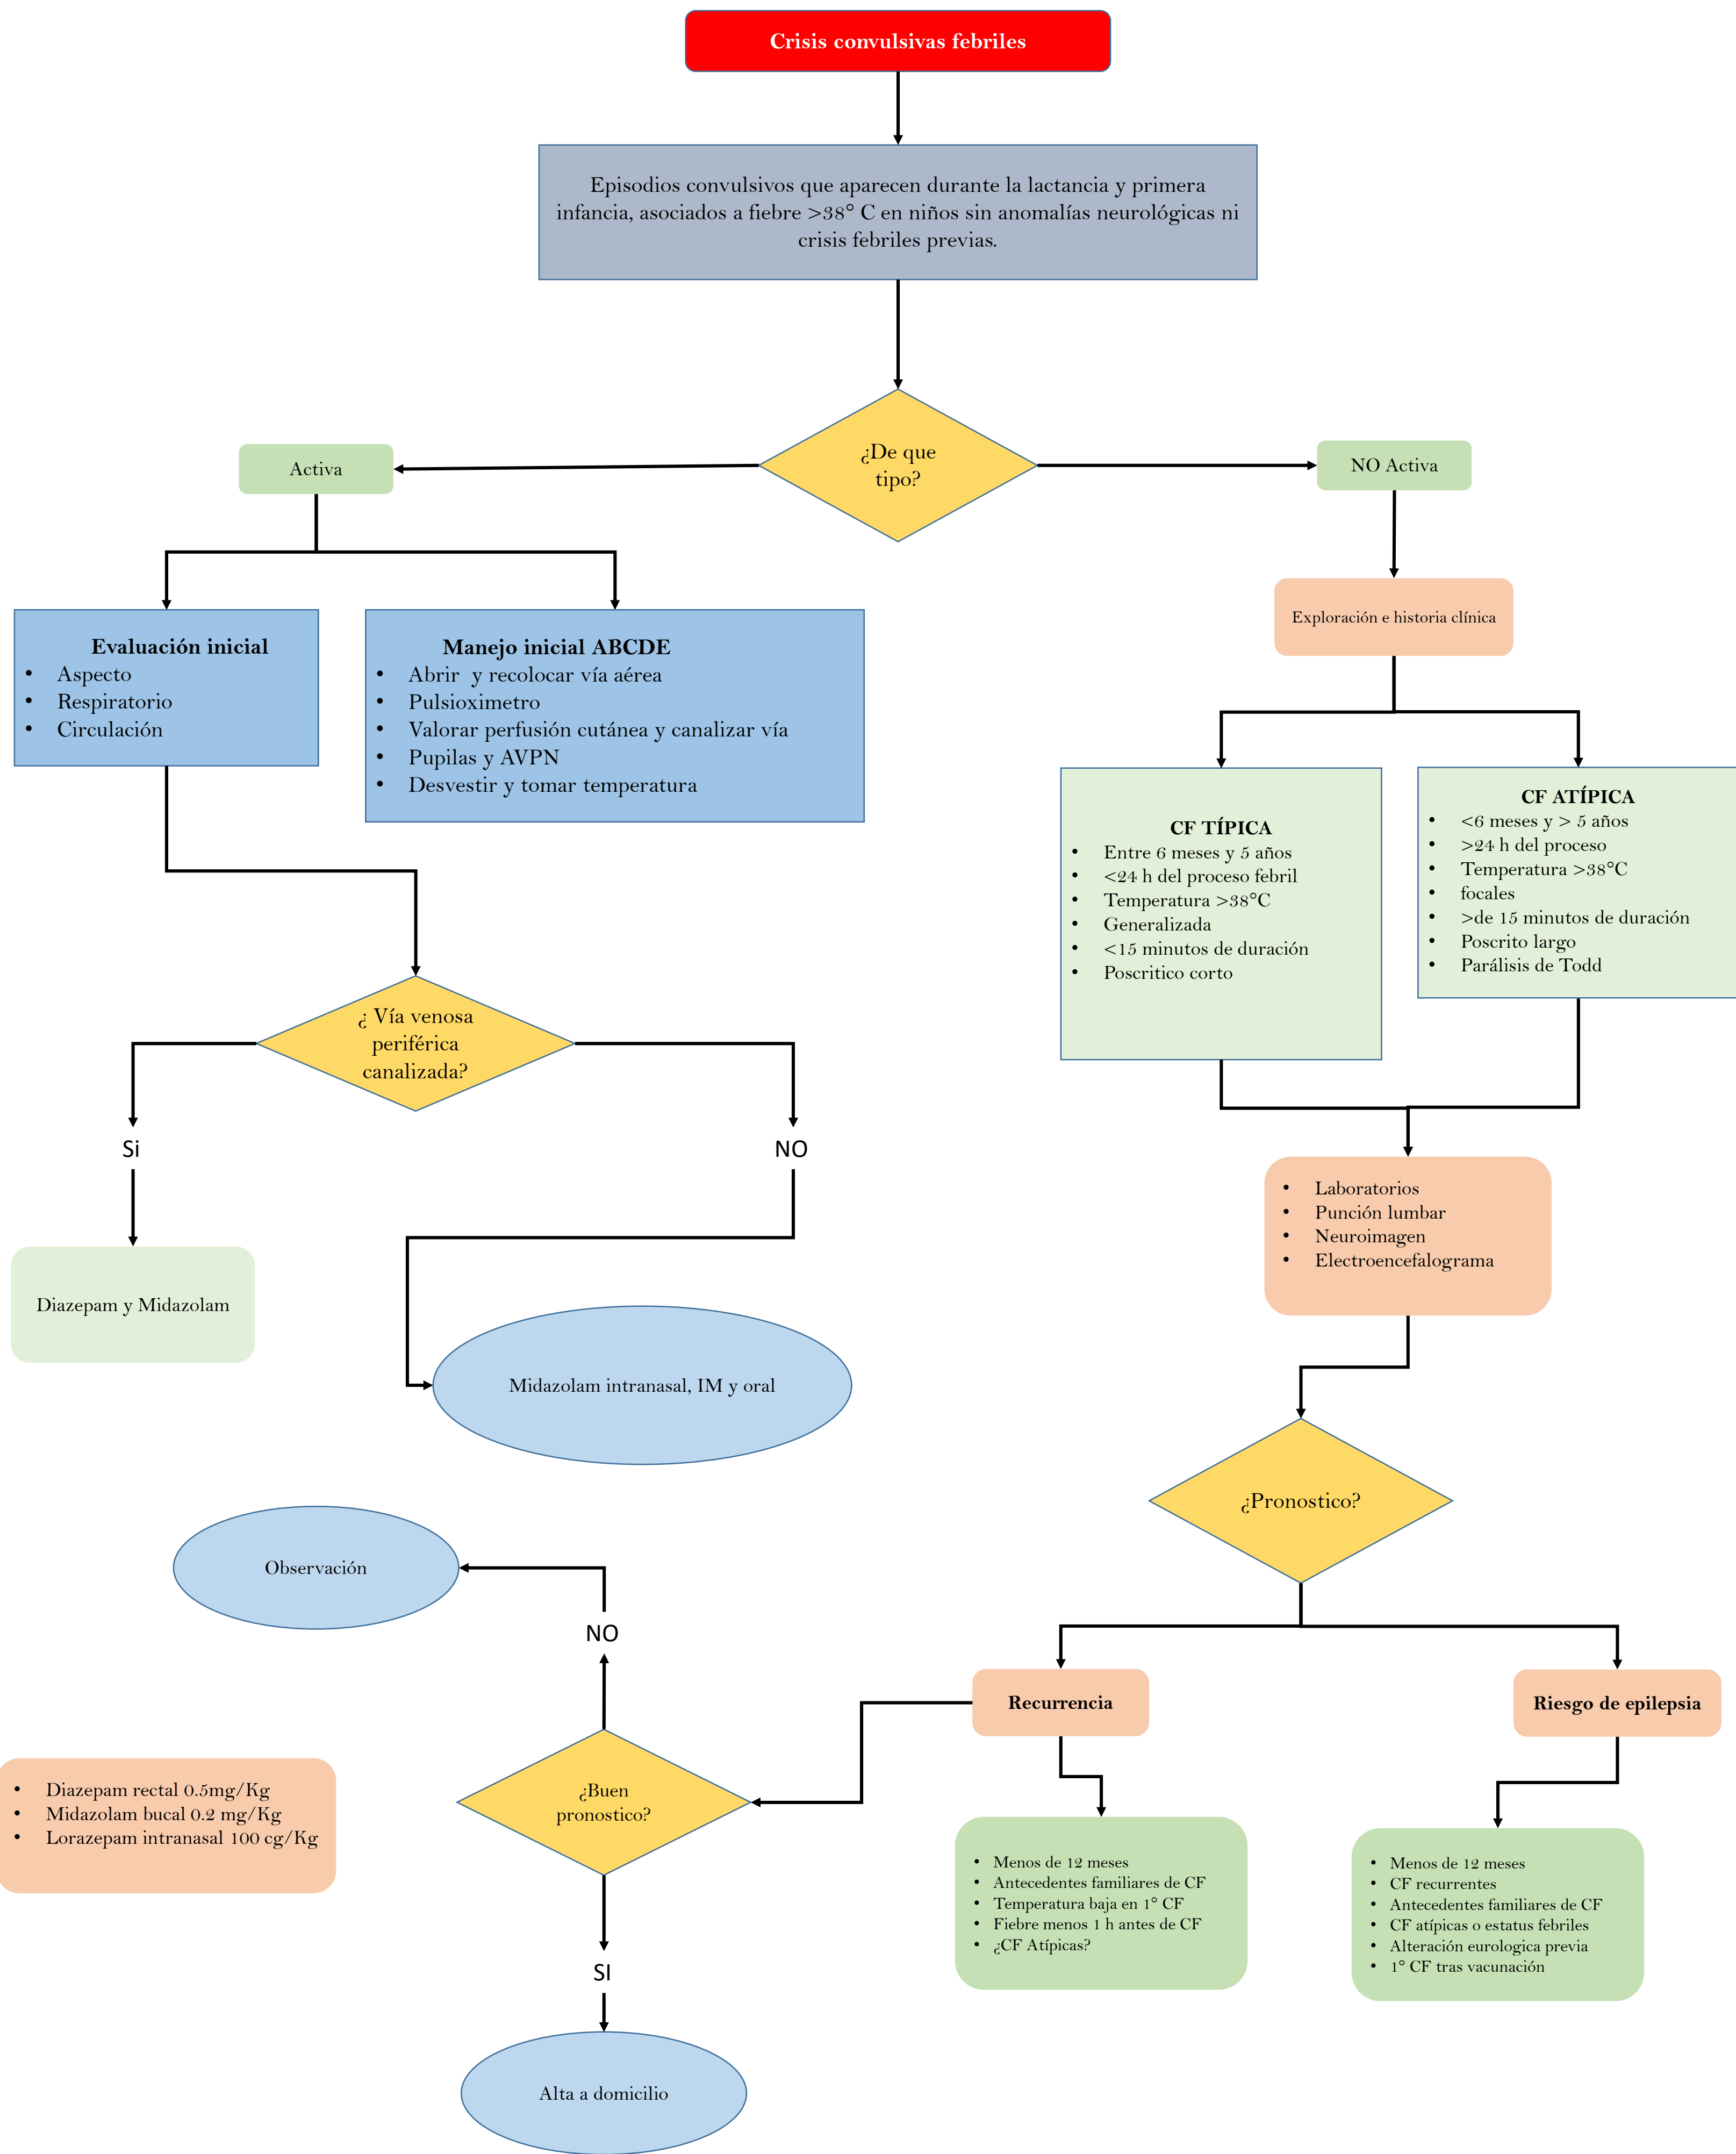 Crisis convulsivas febriles
Episodios convulsivos que aparecen durante la lactancia y primera
infancia, asociados a fiebre >38° C en niños sin anomalías neurológicas ni
crisis febriles previas.
¿De que
tipo?
Activa
NO Activa
Evaluación inicial
• Aspecto
• Respiratorio
• Circulación
Manejo inicial ABCDE
• Abrir y recolocar vía aérea
• Pulsioximetro
• Valorar perfusión cutánea y canalizar vía
• Pupilas y AVPN
• Desvestir y tomar temperatura
Exploración e historia clínica
CF TÍPICA
• Entre 6 meses y 5 años
• <24 h del proceso febril
• Temperatura >38°C
• Generalizada
• <15 minutos de duración
• Poscritico corto
CF ATÍPICA
• <6 meses y > 5 años
• >24 h del proceso
• Temperatura >38°C
• focales
• >de 15 minutos de duración
• Poscrito largo
• Parálisis de Todd
¿ Vía venosa
periférica
canalizada?
Si
NO
Diazepam y Midazolam
Midazolam intranasal, IM y oral
• Laboratorios
• Punción lumbar
• Neuroimagen
• Electroencefalograma
¿Pronostico?
Observación
NO
Recurrencia
Riesgo de epilepsia
¿Buen
pronostico?
• Diazepam rectal 0.5mg/Kg
• Midazolam bucal 0.2 mg/Kg
• Lorazepam intranasal 100 cg/Kg
• Menos de 12 meses
• Antecedentes familiares de CF
• Temperatura baja en 1° CF
• Fiebre menos 1 h antes de CF
• ¿CF Atípicas?
• Menos de 12 meses
• CF recurrentes
• Antecedentes familiares de CF
• CF atípicas o estatus febriles
• Alteración eurologica previa
• 1° CF tras vacunación
SI
Alta a domicilio